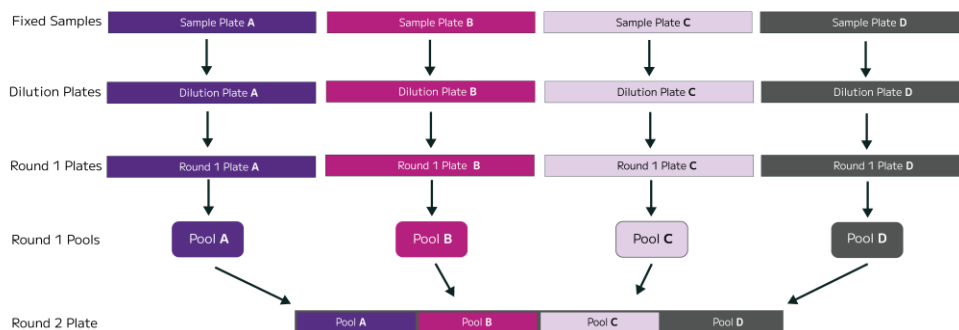 Fixed Samples
Sample Plate A
Sample Plate B
Sample Plate C
Sample Plate D
Dilution Plates
Dilution Plate A
Dilution Plate B
Dilution Plate C
Dilution Plate D
Round 1 Plates
Round 1 Plate A
Round 1 Plate B
Round 1 Plate C
Round 1 Plate D
Round 1 Pools
Pool A
Pool B
Pool C
Pool D
Round 2 Plate
Pool A
Pool B
Pool C
Pool D